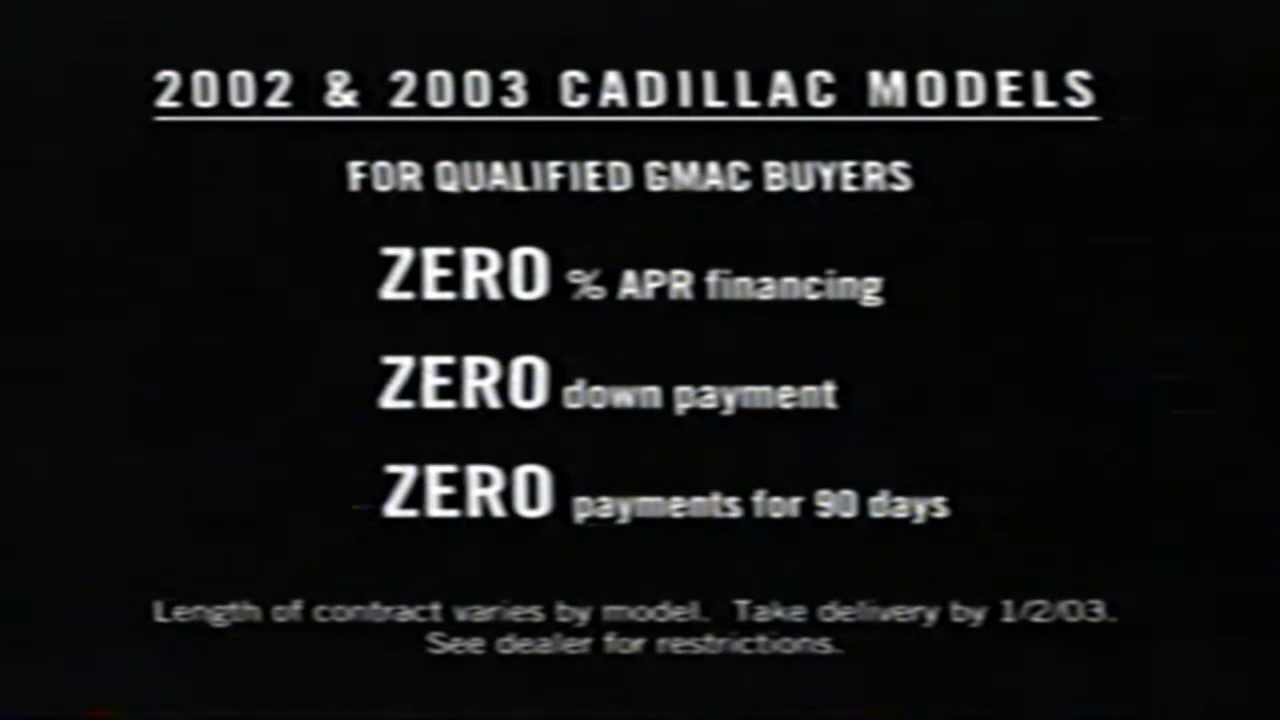 2002 & 2003 CADILLAC MODELS
FOR QUALIFIED GMAC BUYERS
ZERO % APR financing
ZERO down payment
ZERO payments for 90 days
Length of contract varies by model. Take delivery by 1/2/03.
See dealer for restrictions.